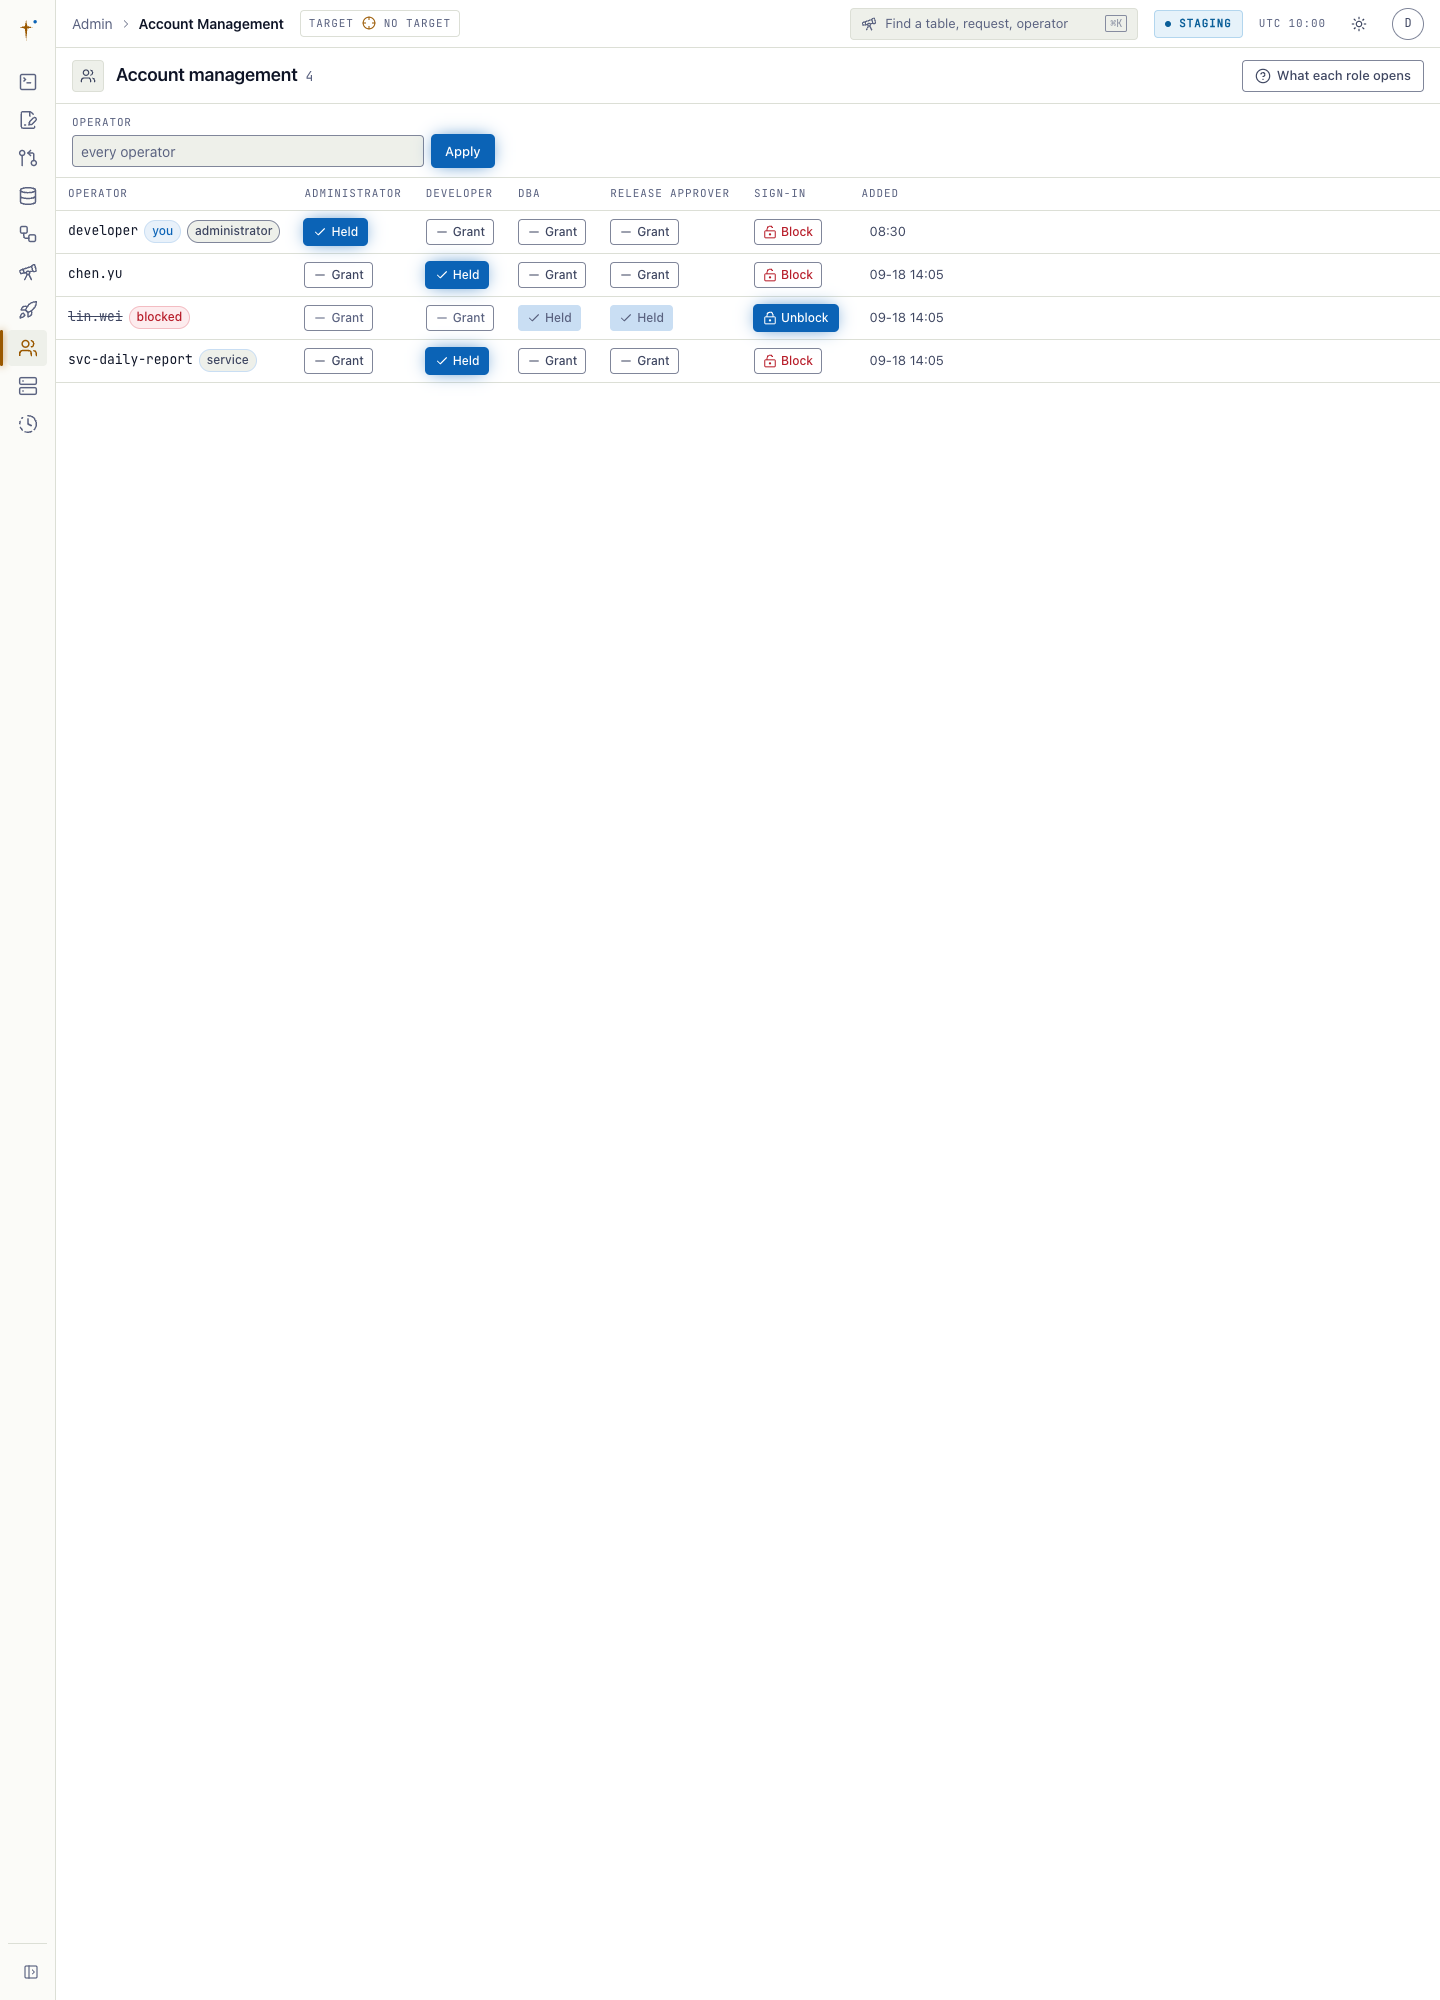 Admin > Account Management TARGET NO TARGET Find a table, request, operator ⌘K STAGING UTC 10:00 D
Account management 4 What each role opens
OPERATOR
every operator Apply
OPERATOR ADMINISTRATOR DEVELOPER DBA RELEASE APPROVER SIGN-IN ADDED
developer you administrator Held Grant Grant Grant Block 08:30
chen.yu Grant Held Grant Grant Block 09-18 14:05
lin.wei blocked Grant Grant Held Held Unblock 09-18 14:05
svc-daily-report service Grant Held Grant Grant Block 09-18 14:05